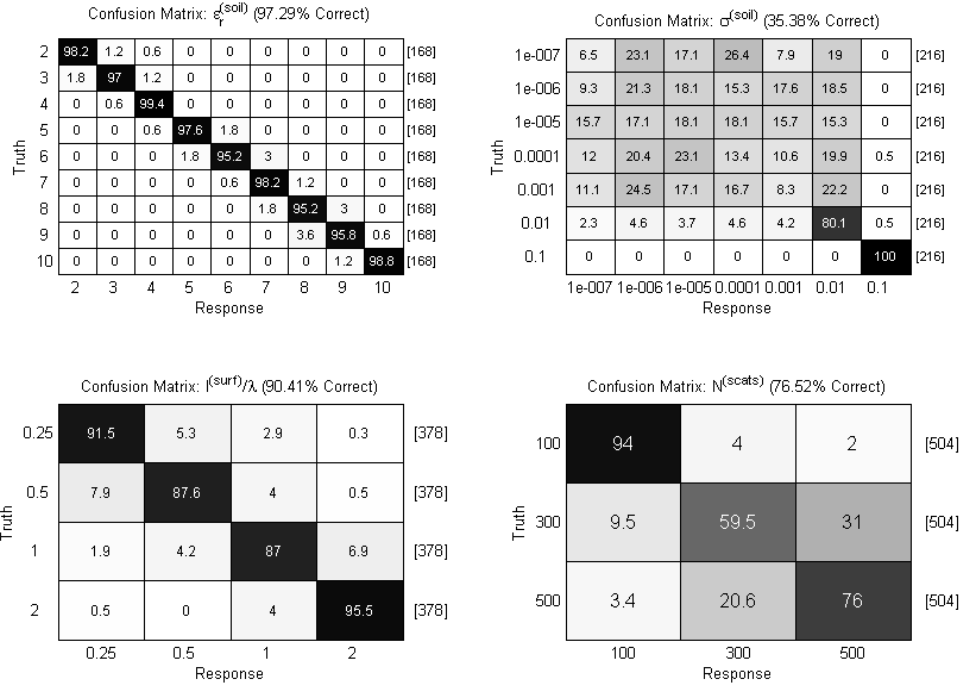 Confusion Matrix: εr(soil) (97.29% Correct)
Truth
2 98.2 1.2 0.6 0 0 0 0 0 0 [168]
3 1.8 97 1.2 0 0 0 0 0 0 [168]
4 0 0.6 99.4 0 0 0 0 0 0 [168]
5 0 0 0.6 97.6 1.8 0 0 0 0 [168]
6 0 0 0 1.8 95.2 3 0 0 0 [168]
7 0 0 0 0 0.6 98.2 1.2 0 0 [168]
8 0 0 0 0 0 1.8 95.2 3 0 [168]
9 0 0 0 0 0 0 3.6 95.8 0.6 [168]
10 0 0 0 0 0 0 0 1.2 98.8 [168]
2 3 4 5 6 7 8 9 10
Response
Confusion Matrix: σ(soil) (35.38% Correct)
Truth
1e-007 6.5 23.1 17.1 26.4 7.9 19 0 [216]
1e-006 9.3 21.3 18.1 15.3 17.6 18.5 0 [216]
1e-005 15.7 17.1 18.1 18.1 15.7 15.3 0 [216]
0.0001 12 20.4 23.1 13.4 10.6 19.9 0.5 [216]
0.001 11.1 24.5 17.1 16.7 8.3 22.2 0 [216]
0.01 2.3 4.6 3.7 4.6 4.2 80.1 0.5 [216]
0.1 0 0 0 0 0 0 100 [216]
1e-007 1e-006 1e-005 0.0001 0.001 0.01 0.1
Response
Confusion Matrix: l(surf)/λ (90.41% Correct)
Truth
0.25 91.5 5.3 2.9 0.3 [378]
0.5 7.9 87.6 4 0.5 [378]
1 1.9 4.2 87 6.9 [378]
2 0.5 0 4 95.5 [378]
0.25 0.5 1 2
Response
Confusion Matrix: N(scats) (76.52% Correct)
Truth
100 94 4 2 [504]
300 9.5 59.5 31 [504]
500 3.4 20.6 76 [504]
100 300 500
Response